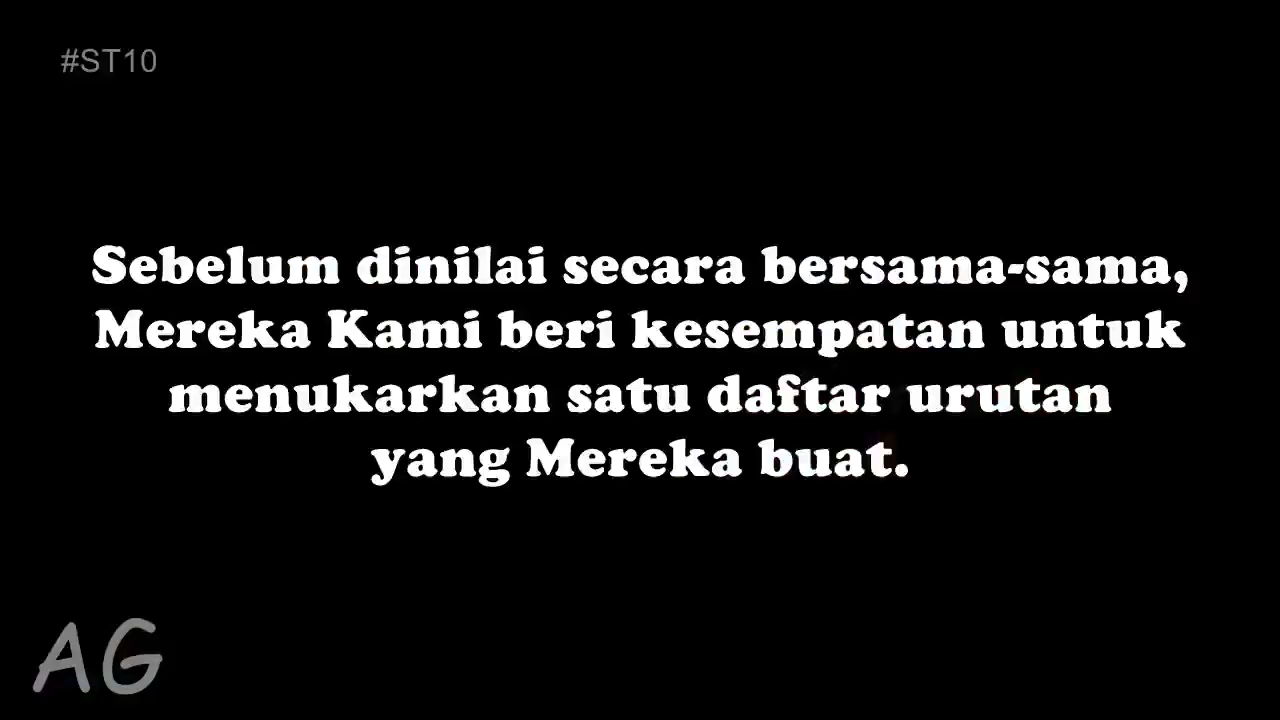 #ST10
Sebelum dinilai secara bersama-sama,
Mereka Kami beri kesempatan untuk
menukarkan satu daftar urutan
yang Mereka buat.
AG